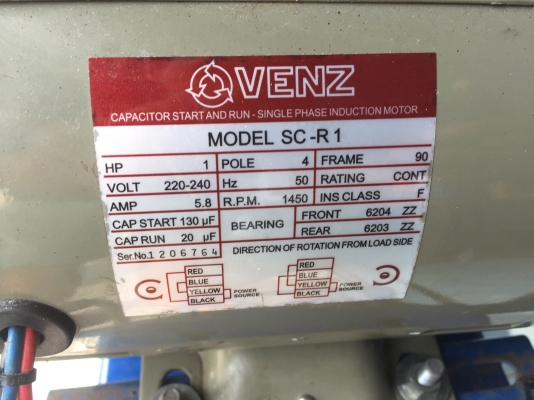 VENZ
CAPACITOR START AND RUN - SINGLE PHASE INDUCTION MOTOR
MODEL SC-R 1
HP 1 POLE 4 FRAME 90
VOLT 220-240 Hz 50 RATING CONT
AMP 5.8 R.P.M. 1450 INS CLASS F
CAP START 130 µF BEARING FRONT 6204 ZZ
CAP RUN 20 µF REAR 6203 ZZ
Ser.No.1 2 0 6 7 6 4 DIRECTION OF ROTATION FROM LOAD SIDE
RED RED
BLUE BLUE
YELLOW POWER SOURCE YELLOW POWER SOURCE
BLACK BLACK